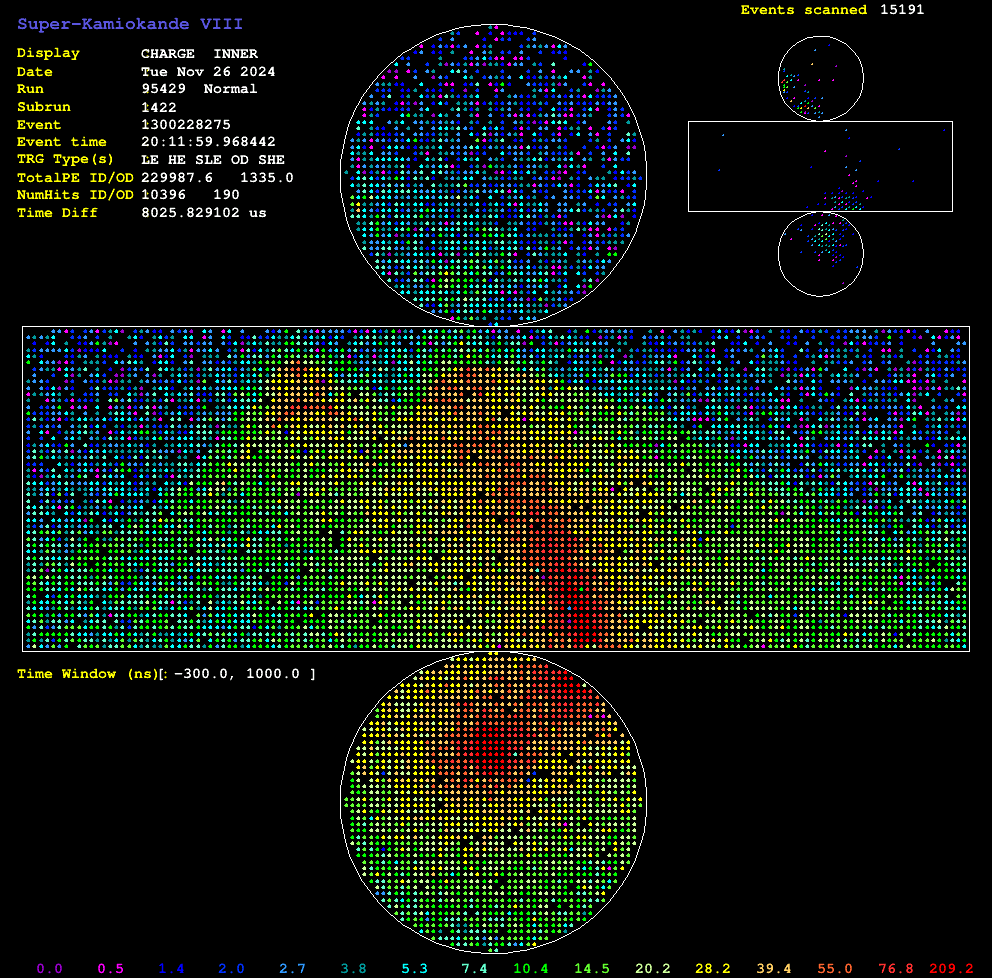 Super-Kamiokande VIII
Events scanned 15191
Display CHARGE INNER
Date Tue Nov 26 2024
Run 95429 Normal
Subrun 1422
Event 1300228275
Event time 20:11:59.968442
TRG Type(s) LE HE SLE OD SHE
TotalPE ID/OD 229987.6 1335.0
NumHits ID/OD 10396 190
Time Diff 8025.829102 us
Time Window (ns)[: -300.0, 1000.0 ]
0.0 0.5 1.4 2.0 2.7 3.8 5.3 7.4 10.4 14.5 20.2 28.2 39.4 55.0 76.8 209.2